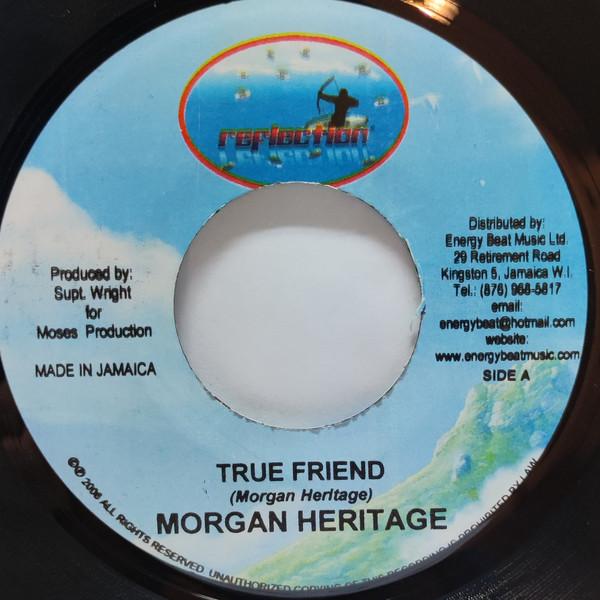 reflection
Produced by:
Supt. Wright
for
Moses Production
MADE IN JAMAICA
Distributed by:
Energy Beat Music Ltd.
29 Retirement Road
Kingston 5, Jamaica W.I.
Tel.: (876) 968-5817
email:
energybeat@hotmail.com
website:
www.energybeatmusic.com
SIDE A
TRUE FRIEND
(Morgan Heritage)
MORGAN HERITAGE
©℗ 2006 ALL RIGHTS RESERVED UNAUTHORIZED COPYING OF THIS RECORDING IS PROHIBITED BY LAW